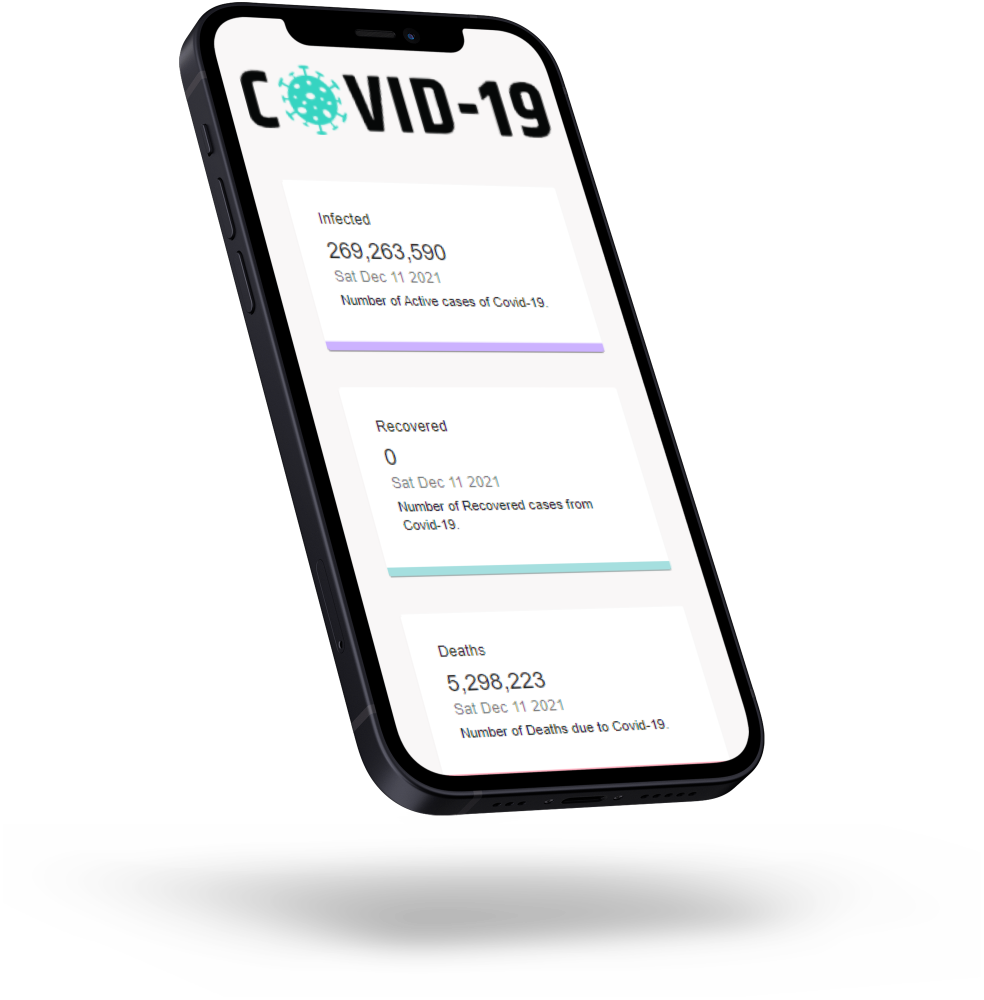 COVID-19
Infected
269,263,590
Sat Dec 11 2021
Number of Active cases of Covid-19.
Recovered
0
Sat Dec 11 2021
Number of Recovered cases from
Covid-19.
Deaths
5,298,223
Sat Dec 11 2021
Number of Deaths due to Covid-19.